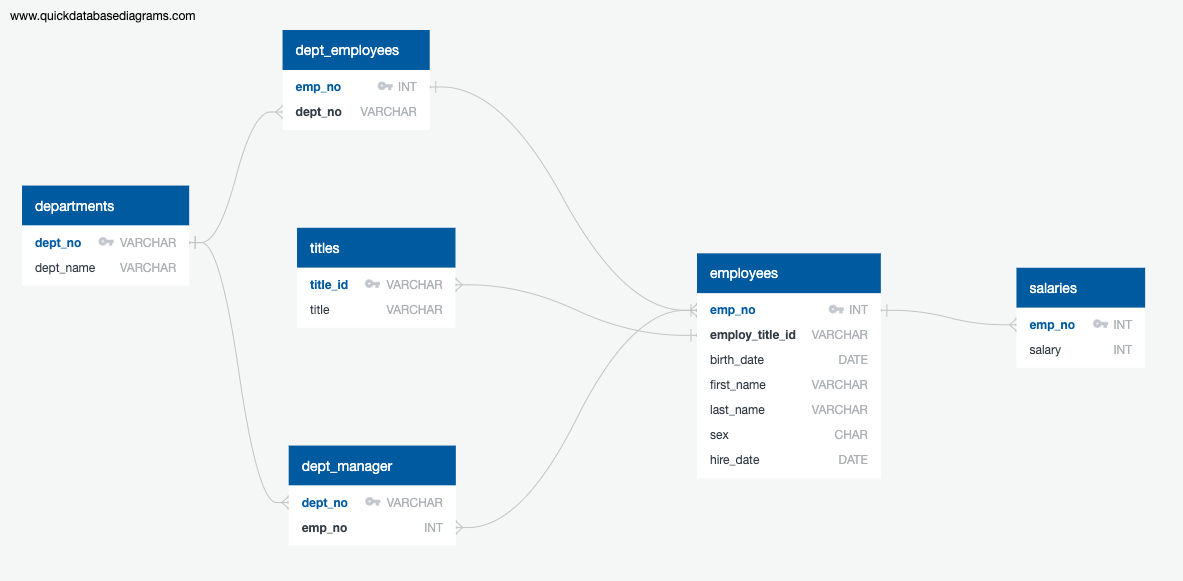 www.quickdatabasediagrams.com
dept_employees
emp_no INT
dept_no VARCHAR
departments
dept_no VARCHAR
dept_name VARCHAR
titles
title_id VARCHAR
title VARCHAR
employees
emp_no INT
employ_title_id VARCHAR
birth_date DATE
first_name VARCHAR
last_name VARCHAR
sex CHAR
hire_date DATE
salaries
emp_no INT
salary INT
dept_manager
dept_no VARCHAR
emp_no INT